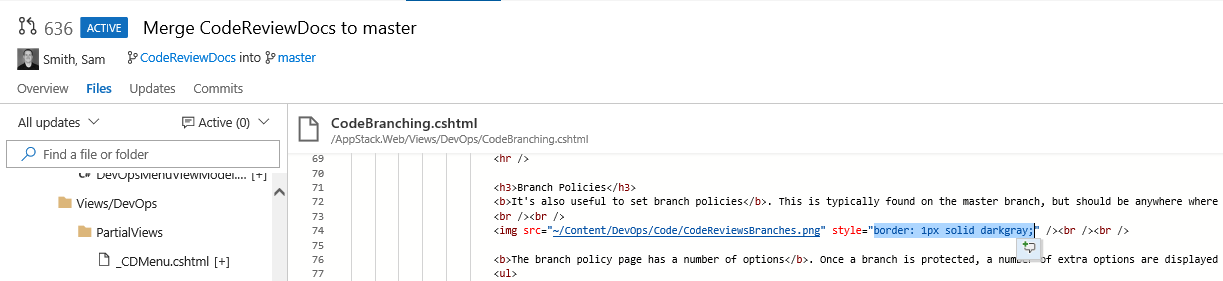 636 ACTIVE Merge CodeReviewDocs to master
Smith, Sam CodeReviewDocs into master
Overview Files Updates Commits
All updates Active (0)
Find a file or folder
DevOpsMenuViewModel.... [+]
Views/DevOps
PartialViews
_CDMenu.cshtml [+]
CodeBranching.cshtml
/AppStack.Web/Views/DevOps/CodeBranching.cshtml
69 <hr />
70
71 <h3>Branch Policies</h3>
72 <b>It's also useful to set branch policies</b>. This is typically found on the master branch, but should be anywhere where
73 <br /><br />
74 <img src="~/Content/DevOps/Code/CodeReviewsBranches.png" style="border: 1px solid darkgray;" /><br /><br />
75
76 <b>The branch policy page has a number of options</b>. Once a branch is protected, a number of extra options are displayed
77 <ul>